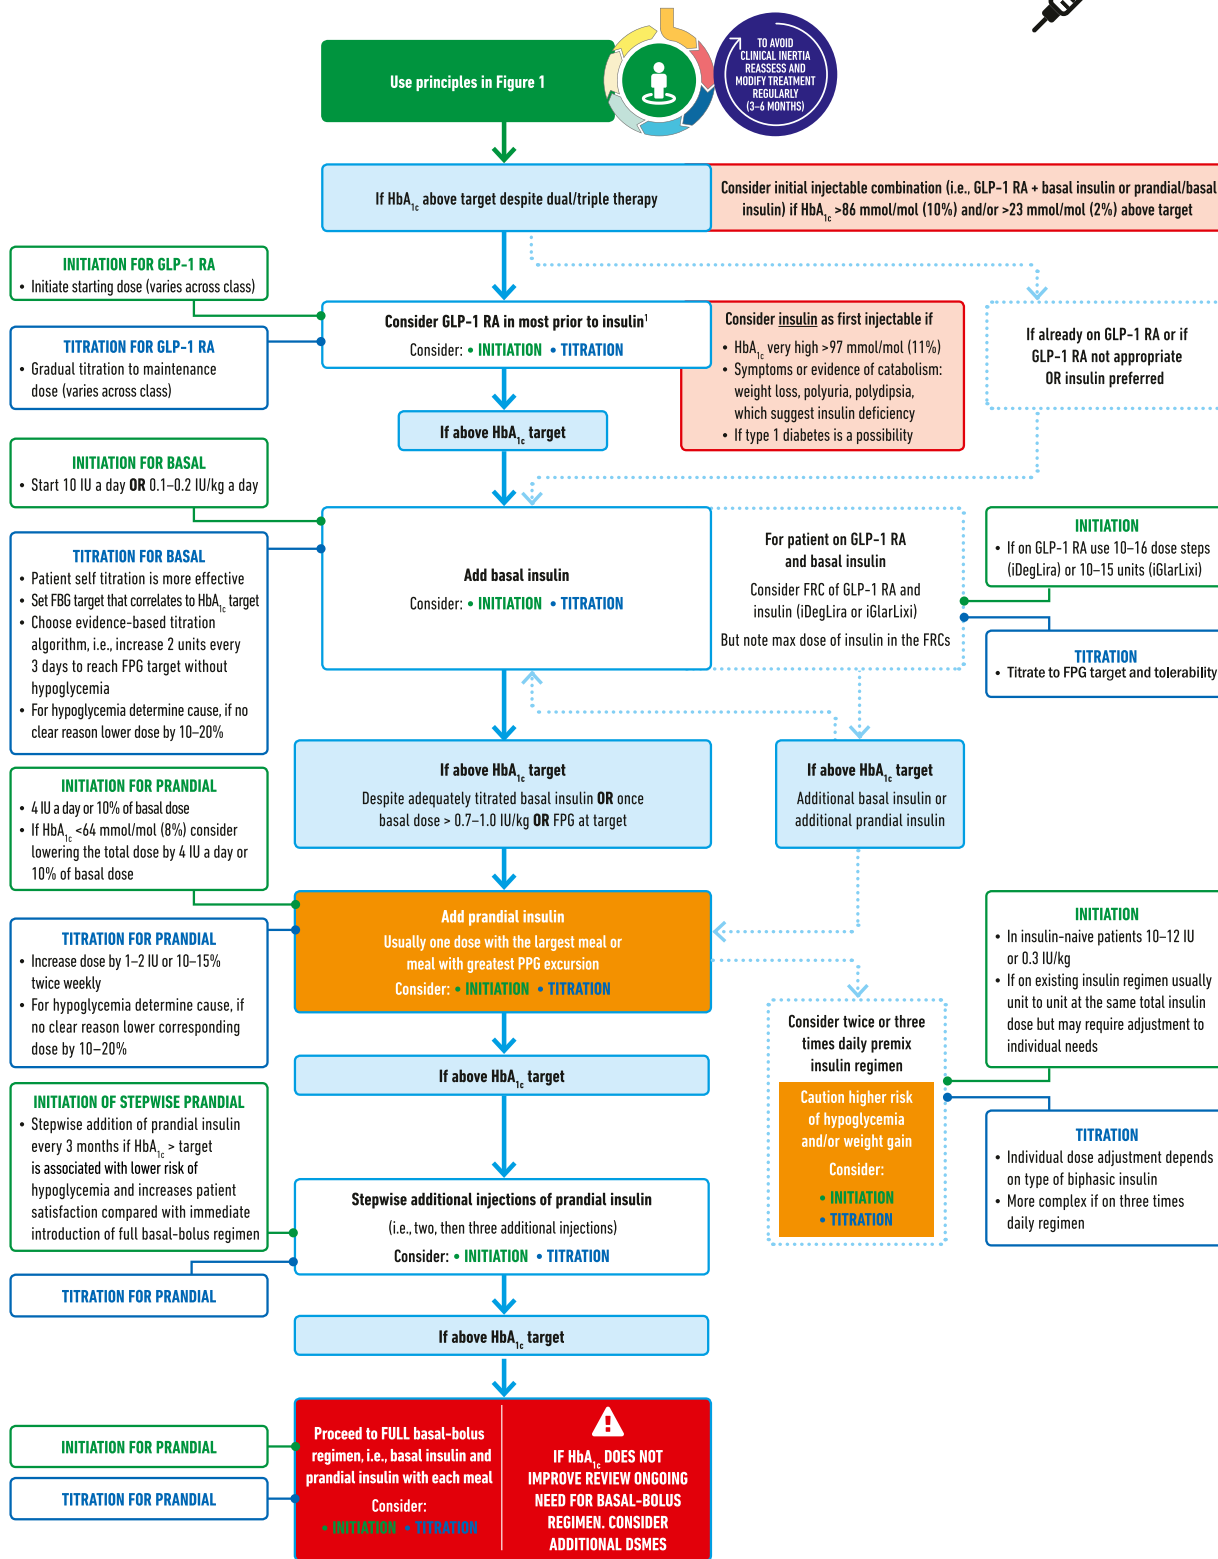 Use principles in Figure 1
TO AVOID
CLINICAL INERTIA
REASSESS AND
MODIFY TREATMENT
REGULARLY
(3–6 MONTHS)
If HbA1c above target despite dual/triple therapy
Consider initial injectable combination (i.e., GLP-1 RA + basal insulin or prandial/basal
insulin) if HbA1c >86 mmol/mol (10%) and/or >23 mmol/mol (2%) above target
INITIATION FOR GLP-1 RA
• Initiate starting dose (varies across class)
TITRATION FOR GLP-1 RA
• Gradual titration to maintenance
dose (varies across class)
Consider GLP-1 RA in most prior to insulin1
Consider: • INITIATION • TITRATION
Consider insulin as first injectable if
• HbA1c very high >97 mmol/mol (11%)
• Symptoms or evidence of catabolism:
weight loss, polyuria, polydipsia,
which suggest insulin deficiency
• If type 1 diabetes is a possibility
If already on GLP-1 RA or if
GLP-1 RA not appropriate
OR insulin preferred
If above HbA1c target
INITIATION FOR BASAL
• Start 10 IU a day OR 0.1–0.2 IU/kg a day
TITRATION FOR BASAL
• Patient self titration is more effective
• Set FBG target that correlates to HbA1c target
• Choose evidence-based titration
algorithm, i.e., increase 2 units every
3 days to reach FPG target without
hypoglycemia
• For hypoglycemia determine cause, if no
clear reason lower dose by 10–20%
Add basal insulin
Consider: • INITIATION • TITRATION
For patient on GLP-1 RA
and basal insulin
Consider FRC of GLP-1 RA and
insulin (iDegLira or iGlarLixi)
But note max dose of insulin in the FRCs
INITIATION
• If on GLP-1 RA use 10–16 dose steps
(iDegLira) or 10–15 units (iGlarLixi)
TITRATION
• Titrate to FPG target and tolerability
If above HbA1c target
Despite adequately titrated basal insulin OR once
basal dose > 0.7–1.0 IU/kg OR FPG at target
If above HbA1c target
Additional basal insulin or
additional prandial insulin
INITIATION FOR PRANDIAL
• 4 IU a day or 10% of basal dose
• If HbA1c <64 mmol/mol (8%) consider
lowering the total dose by 4 IU a day or
10% of basal dose
TITRATION FOR PRANDIAL
• Increase dose by 1–2 IU or 10–15%
twice weekly
• For hypoglycemia determine cause, if
no clear reason lower corresponding
dose by 10–20%
Add prandial insulin
Usually one dose with the largest meal or
meal with greatest PPG excursion
Consider: • INITIATION • TITRATION
Consider twice or three
times daily premix
insulin regimen
Caution higher risk
of hypoglycemia
and/or weight gain
Consider:
• INITIATION
• TITRATION
INITIATION
• In insulin-naive patients 10–12 IU
or 0.3 IU/kg
• If on existing insulin regimen usually
unit to unit at the same total insulin
dose but may require adjustment to
individual needs
TITRATION
• Individual dose adjustment depends
on type of biphasic insulin
• More complex if on three times
daily regimen
If above HbA1c target
INITIATION OF STEPWISE PRANDIAL
• Stepwise addition of prandial insulin
every 3 months if HbA1c > target
is associated with lower risk of
hypoglycemia and increases patient
satisfaction compared with immediate
introduction of full basal-bolus regimen
TITRATION FOR PRANDIAL
Stepwise additional injections of prandial insulin
(i.e., two, then three additional injections)
Consider: • INITIATION • TITRATION
If above HbA1c target
INITIATION FOR PRANDIAL
TITRATION FOR PRANDIAL
Proceed to FULL basal-bolus
regimen, i.e., basal insulin and
prandial insulin with each meal
Consider:
• INITIATION • TITRATION
IF HbA1c DOES NOT
IMPROVE REVIEW ONGOING
NEED FOR BASAL-BOLUS
REGIMEN. CONSIDER
ADDITIONAL DSMES